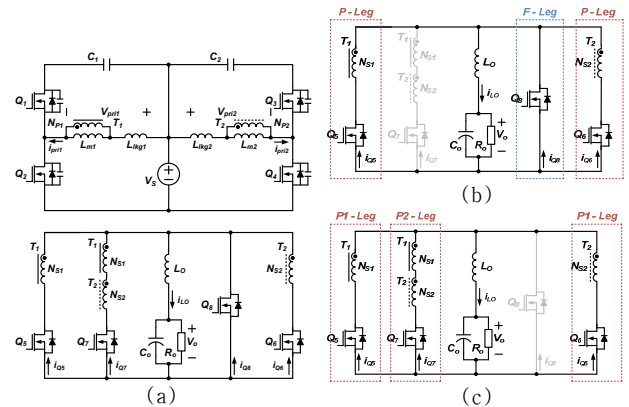 C1
C2
Q1
Q3
Vpri1
Vpri2
NP1
T1
T2
NP2
ipri1
Lm1
Llkg1
Llkg2
Lm2
ipri2
Q2
VS
Q4
T1
NS1
T1
NS1
T2
NS2
LO
iLO
Q8
T2
NS2
Q5
Q7
Co
Ro
Vo
Q6
iQ5
iQ7
iQ8
iQ6
(a)
P-Leg
F-Leg
P-Leg
T1
NS1
T1
NS1
T2
NS2
LO
iLO
Q8
T2
NS2
Q5
Q7
Co
Ro
Vo
Q6
iQ5
iQ7
iQ8
iQ6
(b)
P1-Leg
P2-Leg
P1-Leg
T1
NS1
T1
NS1
T2
NS2
LO
iLO
Q8
T2
NS2
Q5
Q7
Co
Ro
Vo
Q6
iQ5
iQ7
iQ8
iQ6
(c)